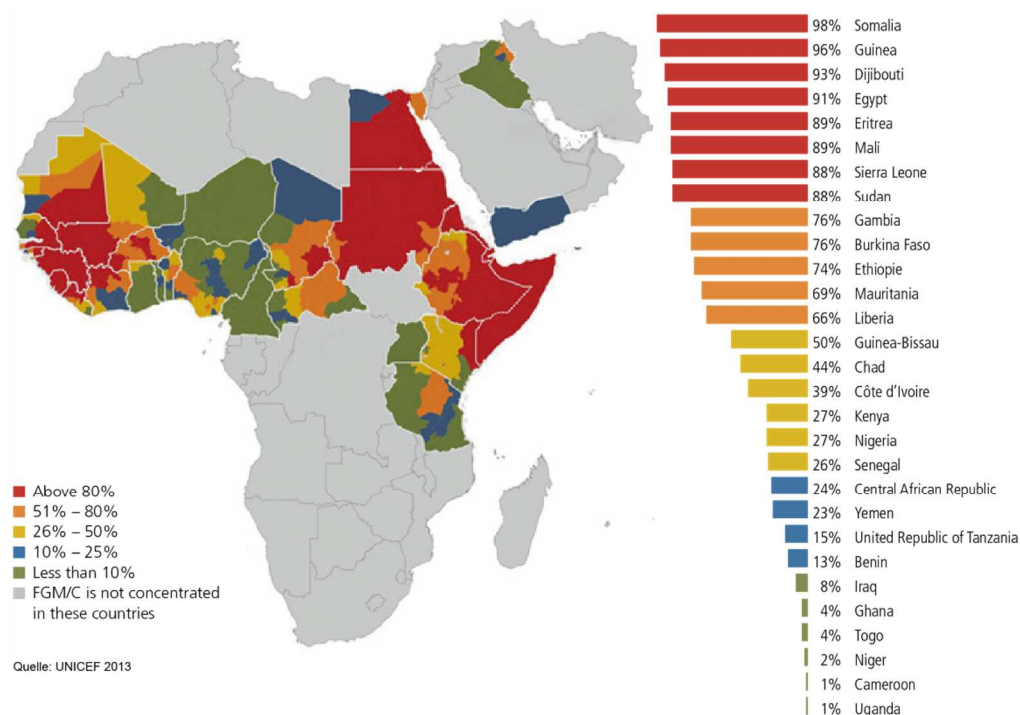 98% Somalia
96% Guinea
93% Djibouti
91% Egypt
89% Eritrea
89% Mali
88% Sierra Leone
88% Sudan
76% Gambia
76% Burkina Faso
74% Ethiopie
69% Mauritania
66% Liberia
50% Guinea-Bissau
44% Chad
39% Côte d'Ivoire
27% Kenya
27% Nigeria
26% Senegal
24% Central African Republic
23% Yemen
15% United Republic of Tanzania
13% Benin
8% Iraq
4% Ghana
4% Togo
2% Niger
1% Cameroon
1% Uganda
Above 80%
51% – 80%
26% – 50%
10% – 25%
Less than 10%
FGM/C is not concentrated
in these countries
Quelle: UNICEF 2013